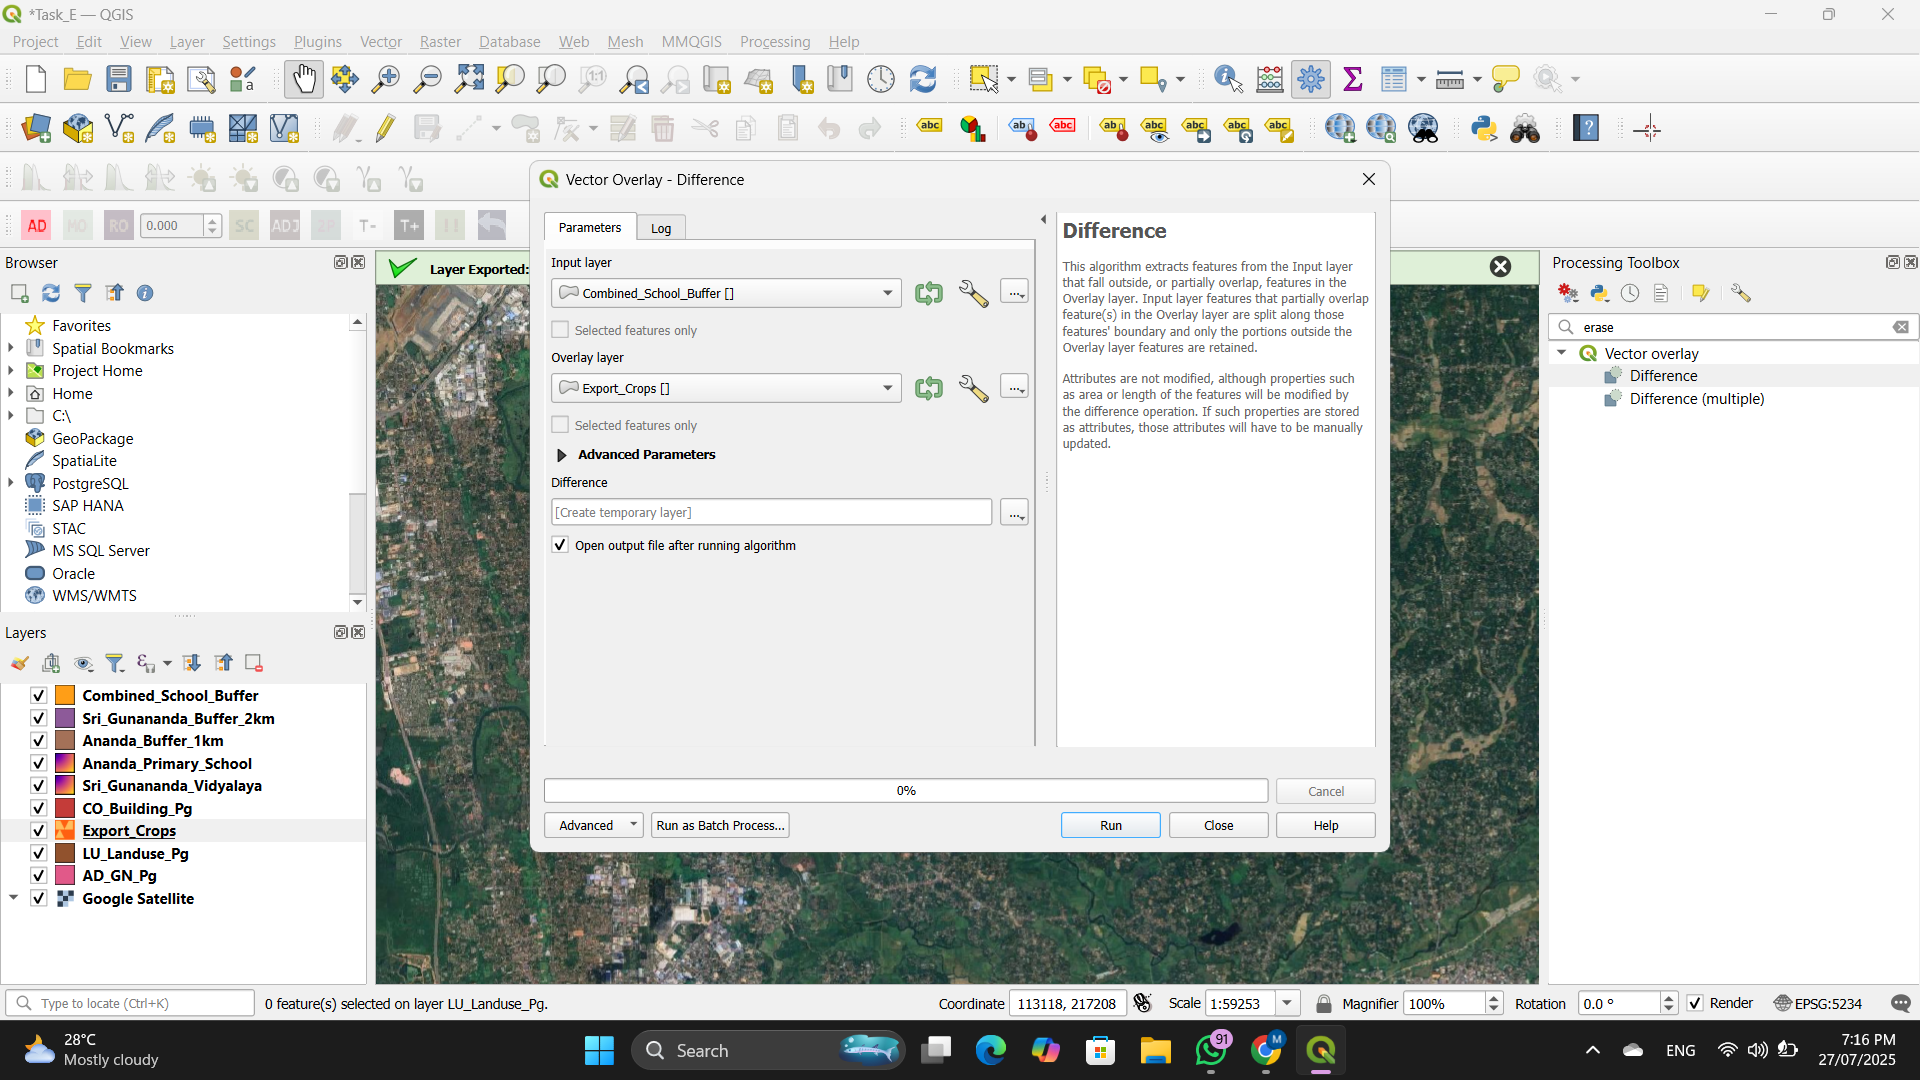 *Task_E — QGIS
Project Edit View Layer Settings Plugins Vector Raster Database Web Mesh MMQGIS Processing Help
AD MO RO 0.000 SC ADJ 2P T- T+
Browser
Favorites
Spatial Bookmarks
Project Home
Home
C:\
GeoPackage
SpatiaLite
PostgreSQL
SAP HANA
STAC
MS SQL Server
Oracle
WMS/WMTS
Layers
Combined_School_Buffer
Sri_Gunananda_Buffer_2km
Ananda_Buffer_1km
Ananda_Primary_School
Sri_Gunananda_Vidyalaya
CO_Building_Pg
Export_Crops
LU_Landuse_Pg
AD_GN_Pg
Google Satellite
Layer Exported:
Vector Overlay - Difference
Parameters Log
Input layer
Combined_School_Buffer []
Selected features only
Overlay layer
Export_Crops []
Selected features only
Advanced Parameters
Difference
[Create temporary layer]
Open output file after running algorithm
Difference
This algorithm extracts features from the Input layer
that fall outside, or partially overlap, features in the
Overlay layer. Input layer features that partially overlap
feature(s) in the Overlay layer are split along those
features' boundary and only the portions outside the
Overlay layer features are retained.
Attributes are not modified, although properties such
as area or length of the features will be modified by
the difference operation. If such properties are stored
as attributes, those attributes will have to be manually
updated.
0%
Cancel
Advanced Run as Batch Process... Run Close Help
Processing Toolbox
erase
Vector overlay
Difference
Difference (multiple)
Type to locate (Ctrl+K) 0 feature(s) selected on layer LU_Landuse_Pg. Coordinate 113118, 217208 Scale 1:59253 Magnifier 100% Rotation 0.0 ° Render EPSG:5234
28°C
Mostly cloudy
Search
91
M
ENG
7:16 PM
27/07/2025